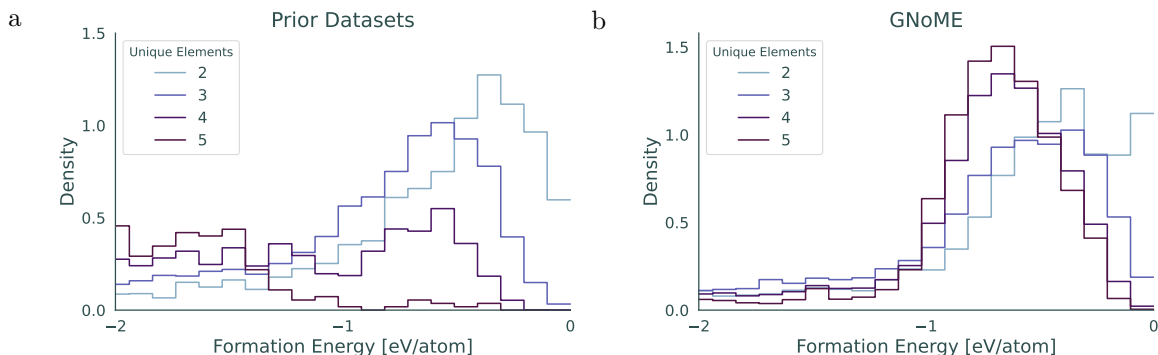 a
Prior Datasets
1.5
1.0
0.5
0.0
Density
Unique Elements
2
3
4
5
−2
−1
0
Formation Energy [eV/atom]
b
GNoME
1.5
1.0
0.5
0.0
Density
Unique Elements
2
3
4
5
−2
−1
0
Formation Energy [eV/atom]